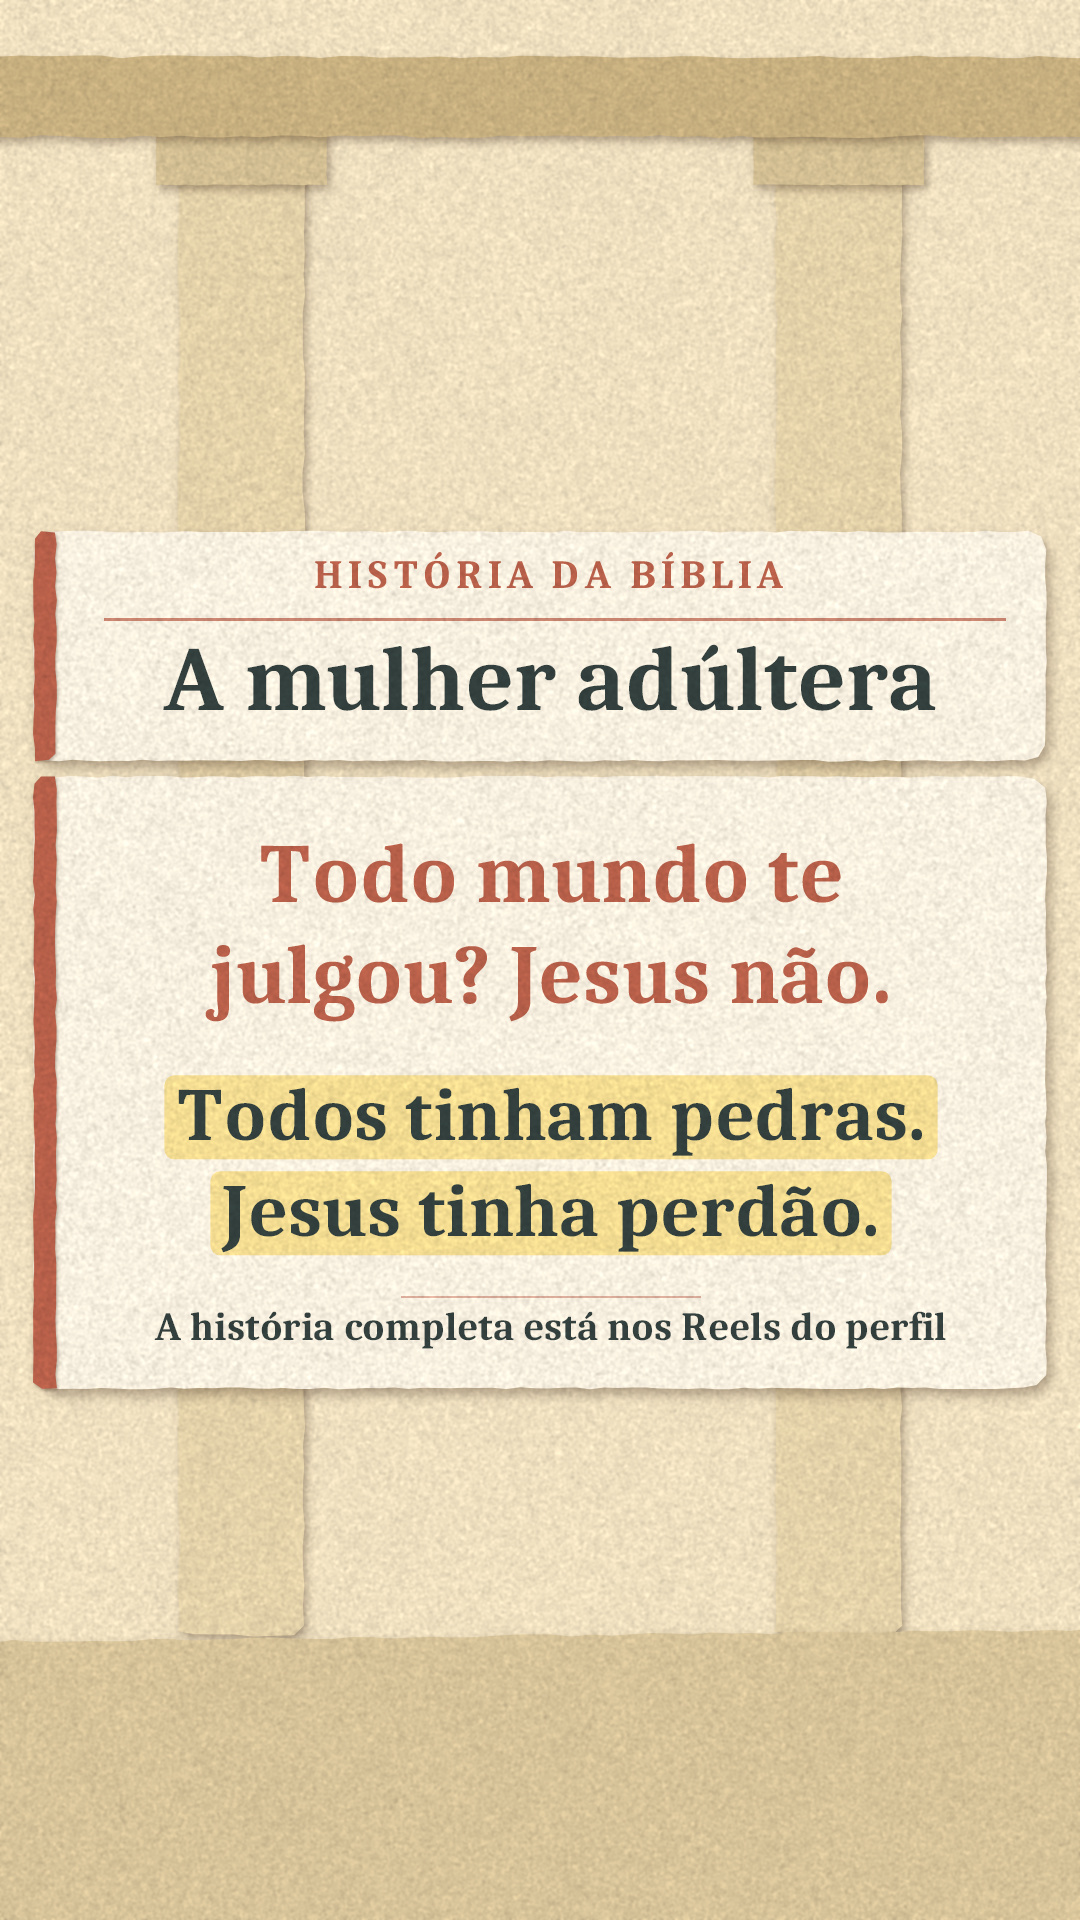 HISTÓRIA DA BÍBLIA
A mulher adúltera
Todo mundo te
julgou? Jesus não.
Todos tinham pedras.
Jesus tinha perdão.
A história completa está nos Reels do perfil